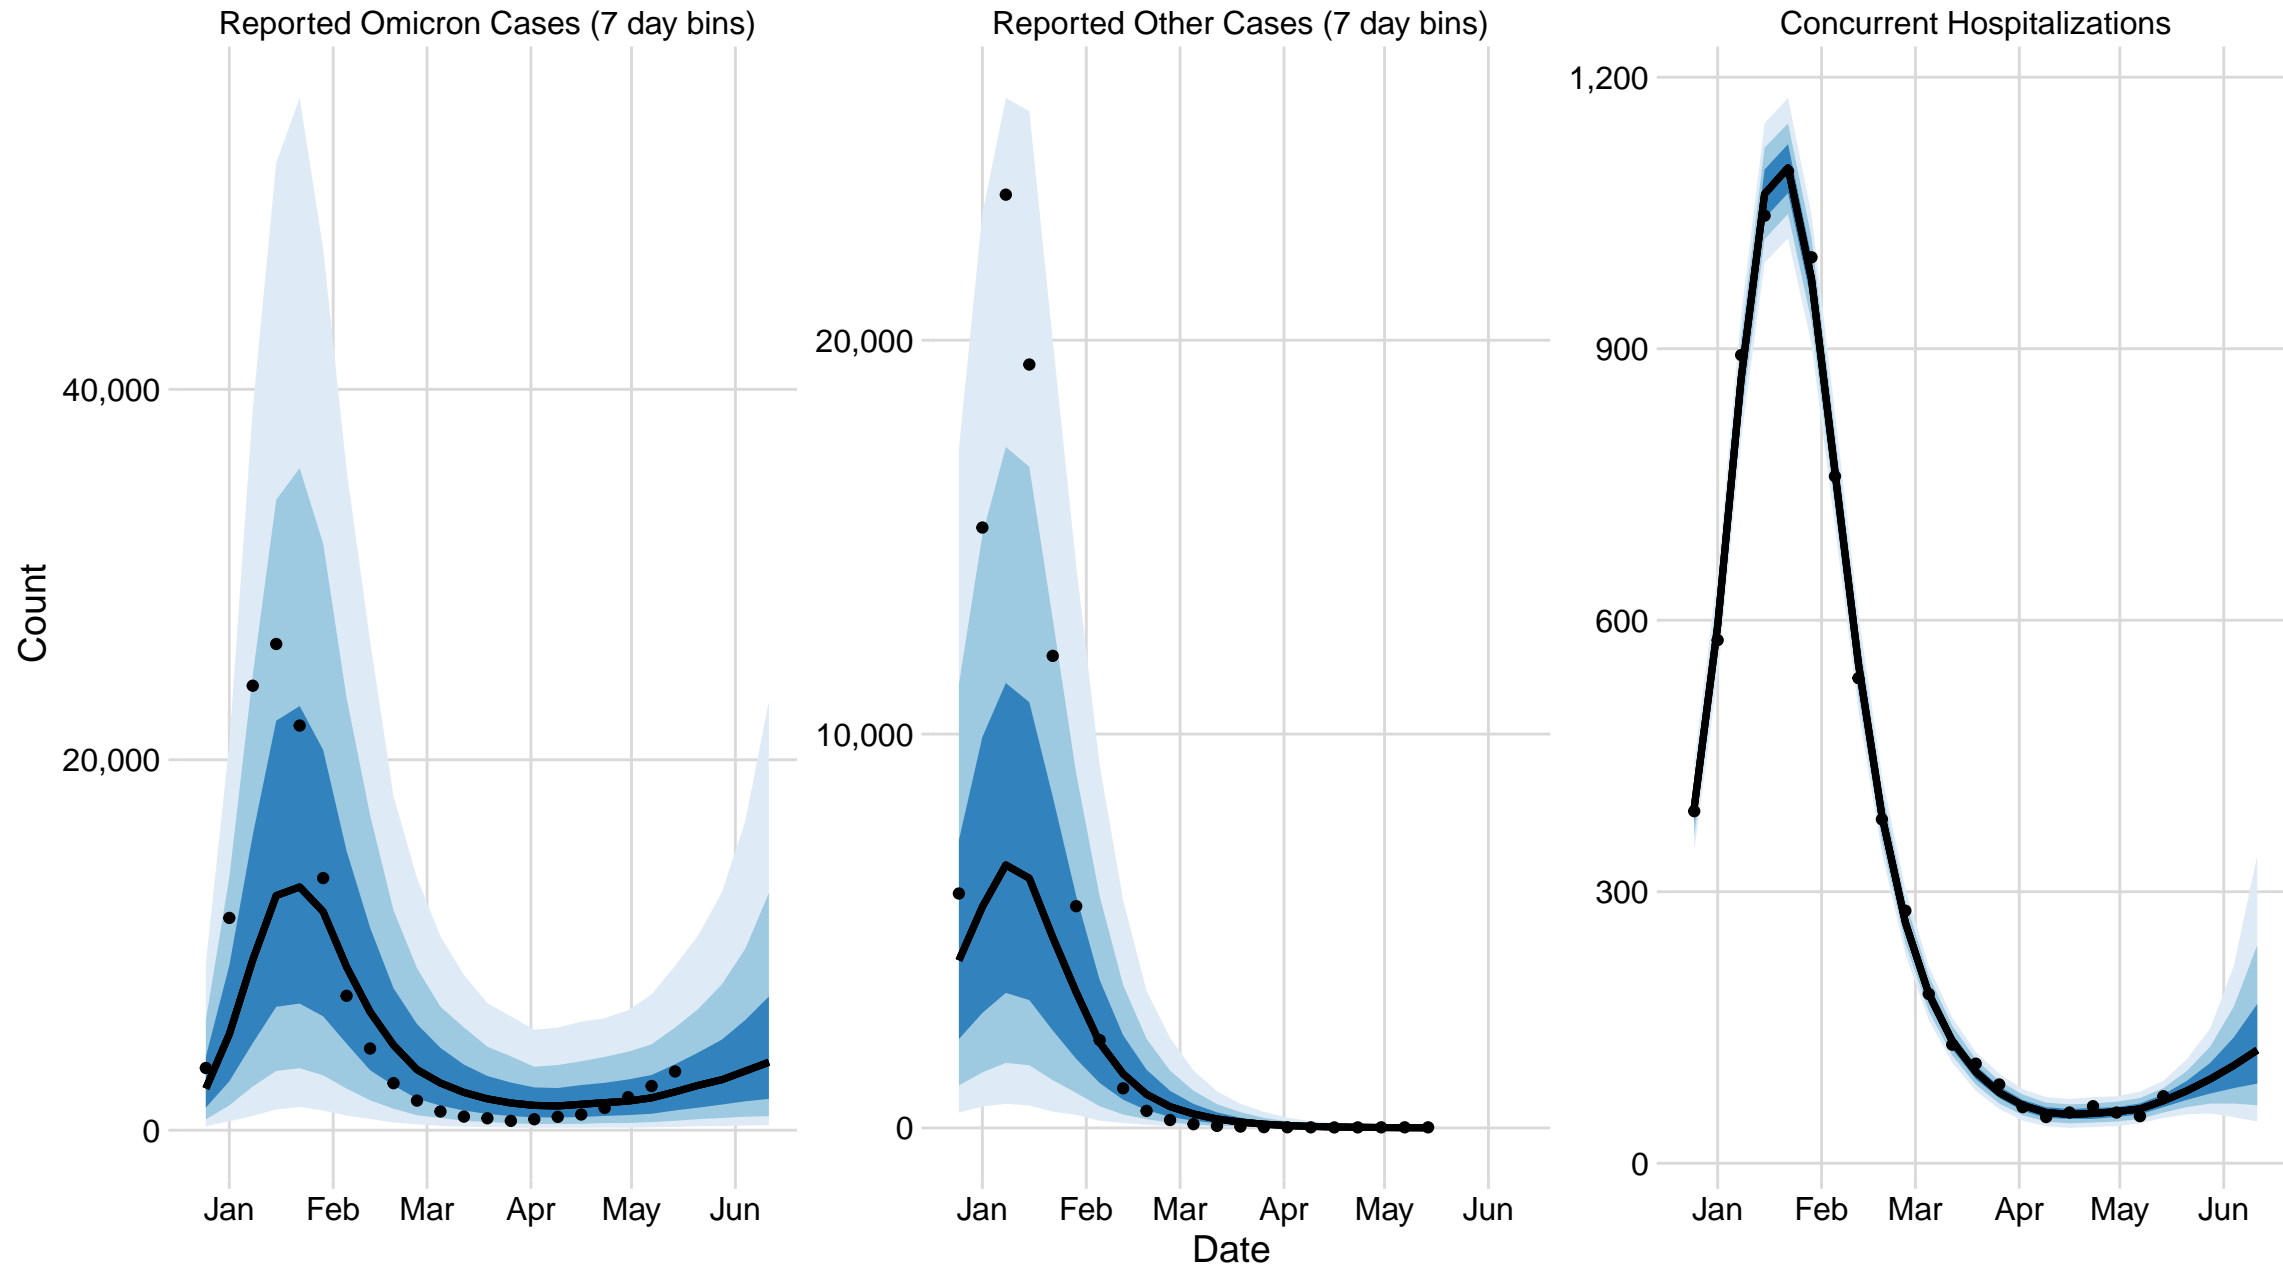 Reported Omicron Cases (7 day bins)
Reported Other Cases (7 day bins)
Concurrent Hospitalizations
Count
40,000
20,000
0
Jan Feb Mar Apr May Jun
20,000
10,000
0
Jan Feb Mar Apr May Jun
1,200
900
600
300
0
Jan Feb Mar Apr May Jun
Date